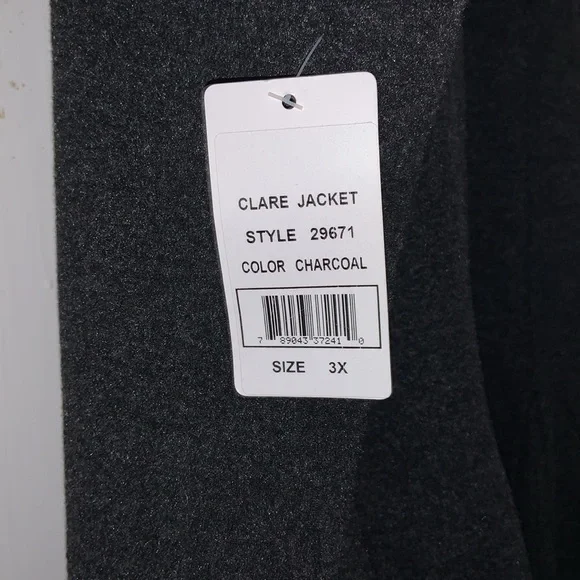 CLARE JACKET
STYLE 29671
COLOR CHARCOAL
7 89043 37241 0
SIZE 3X